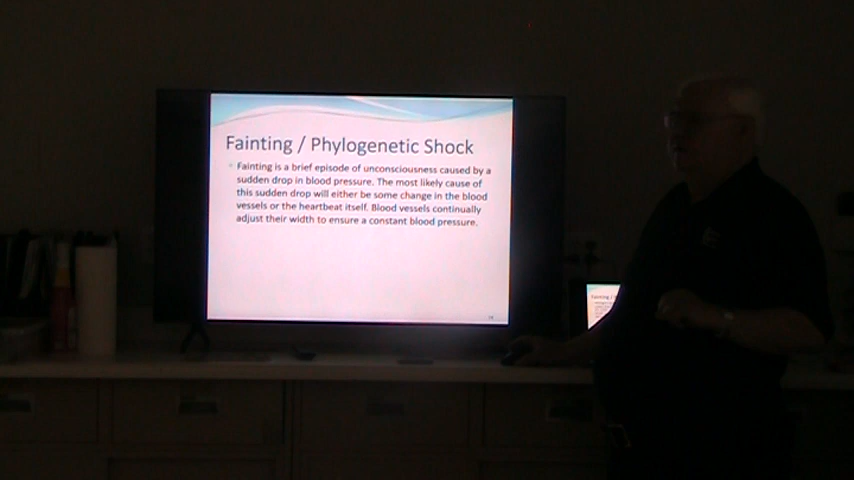 Fainting / Phylogenetic Shock
Fainting is a brief episode of unconsciousness caused by a
sudden drop in blood pressure. The most likely cause of
this sudden drop will either be some change in the blood
vessels or the heartbeat itself. Blood vessels continually
adjust their width to ensure a constant blood pressure.